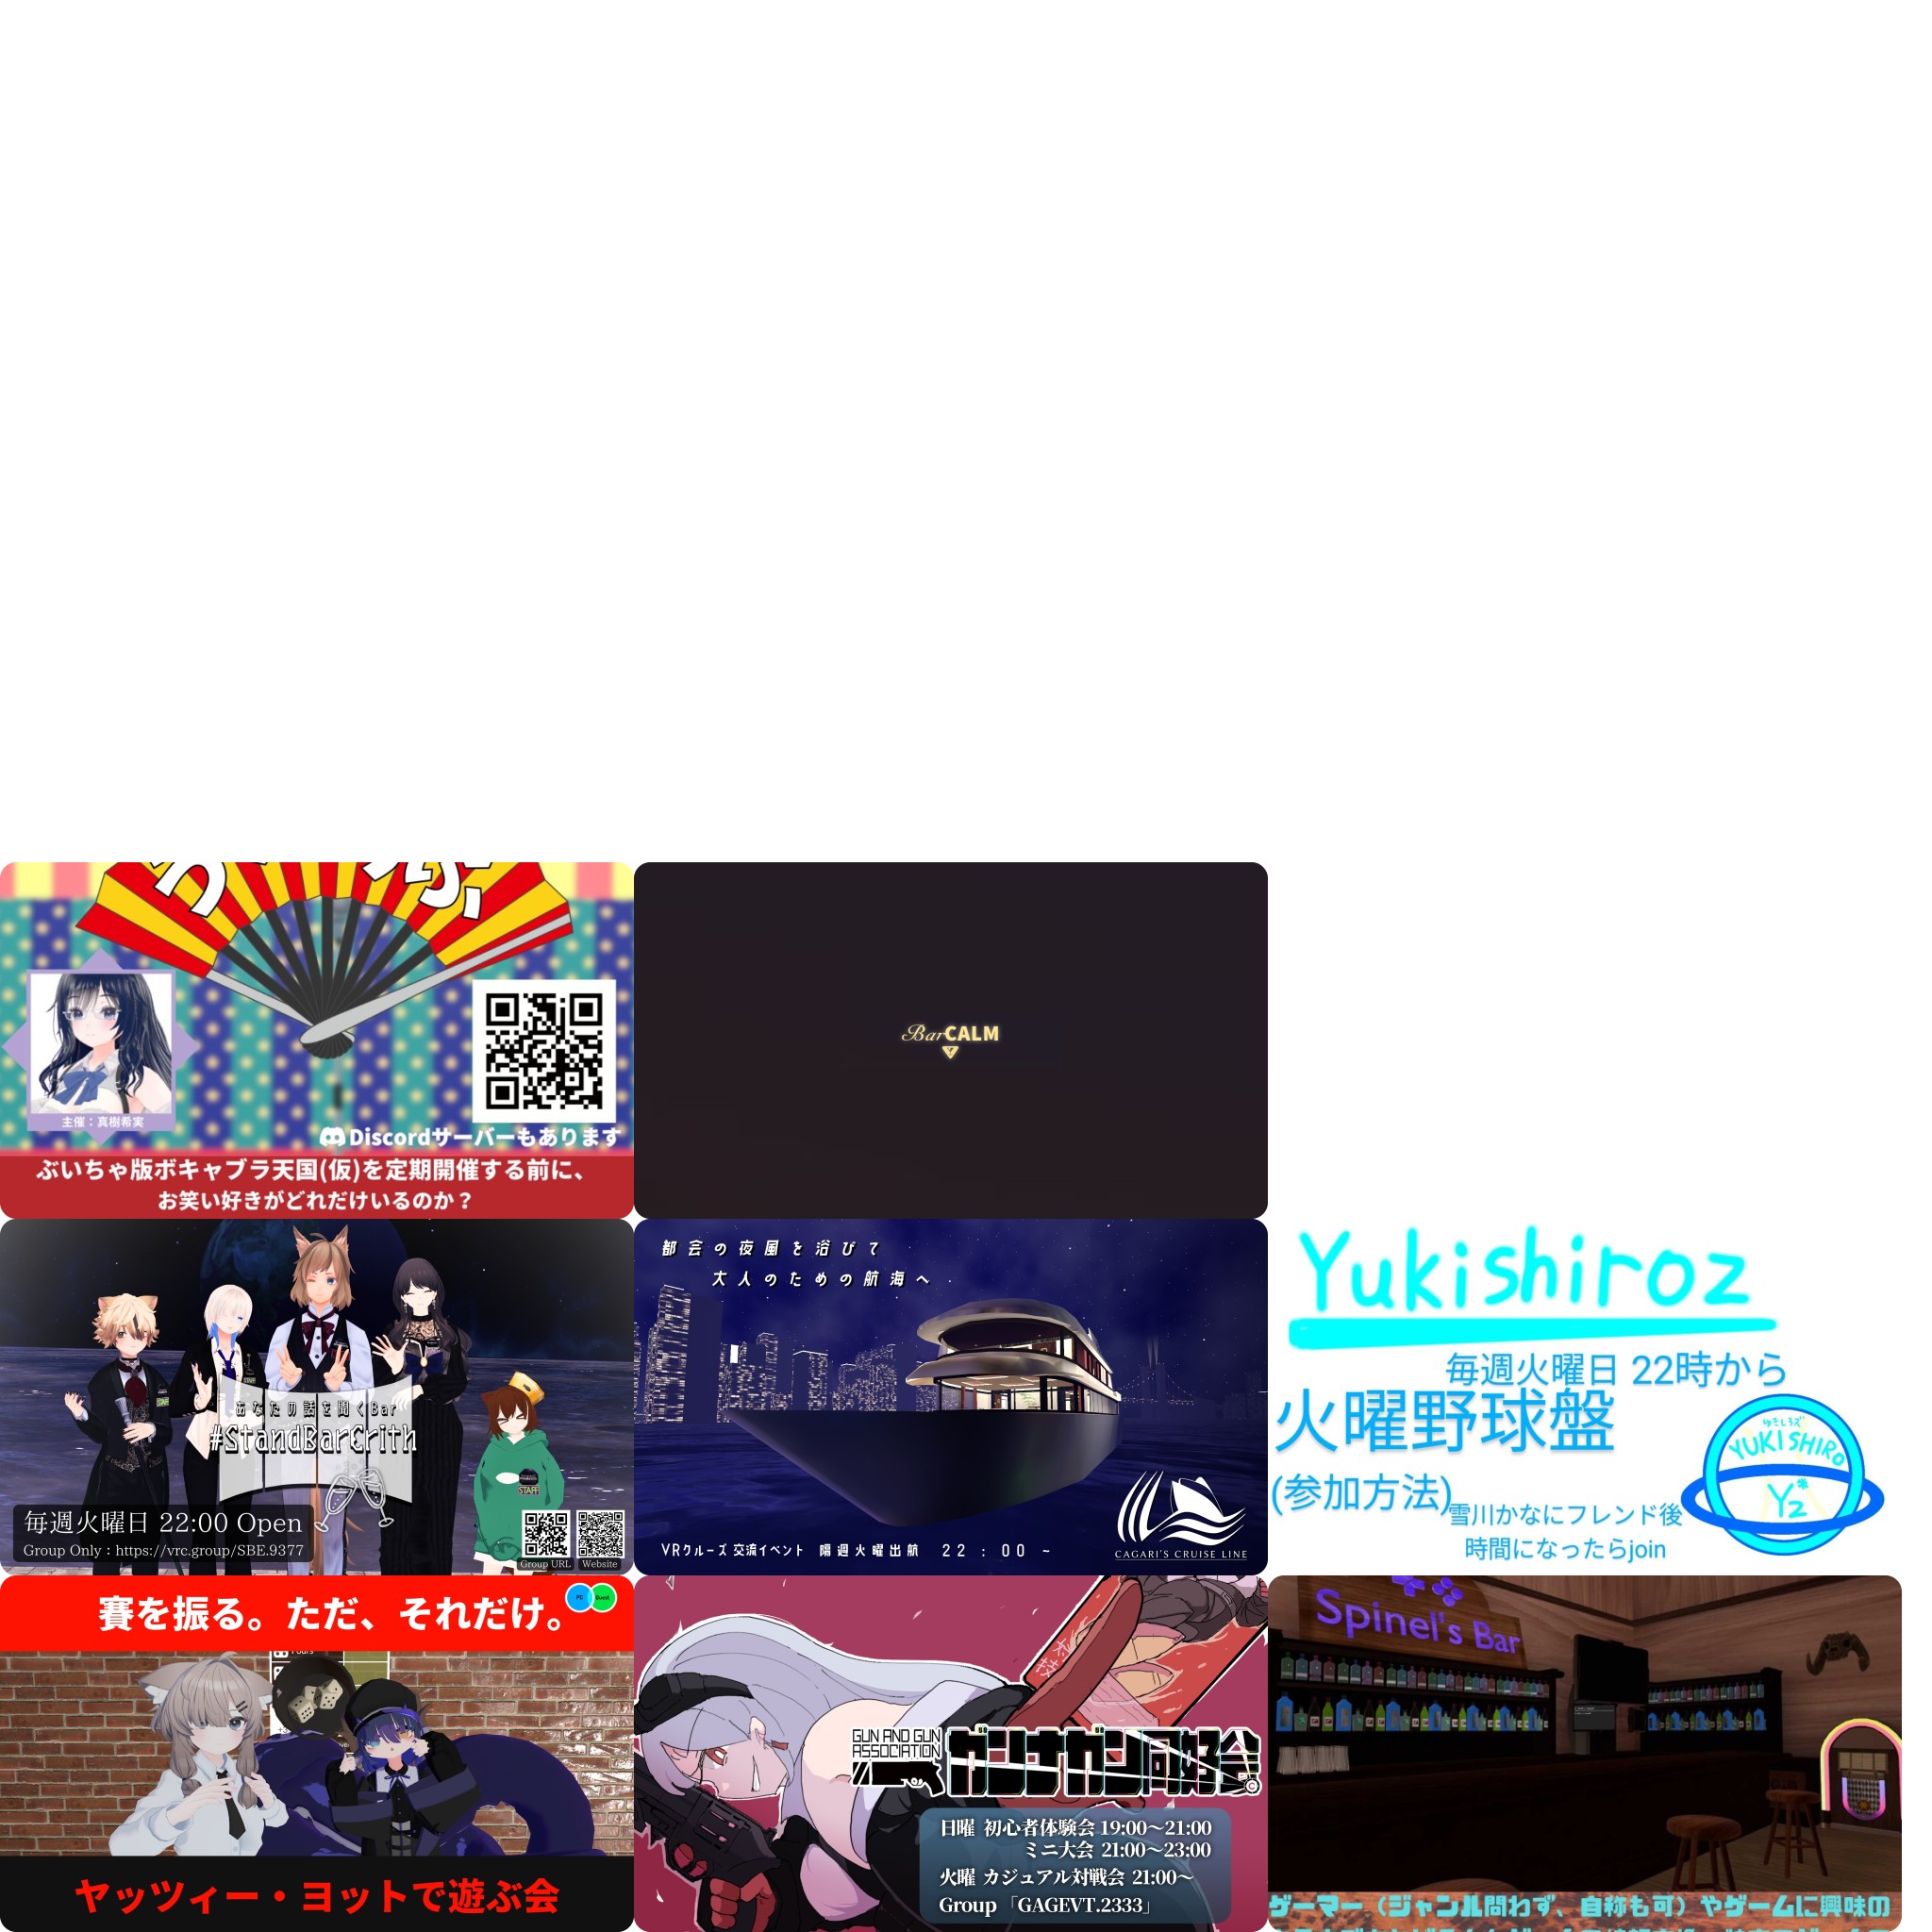 主催：真樹希実
Discordサーバーもあります
ぶいちゃ版ボキャブラ天国(仮)を定期開催する前に、
お笑い好きがどれだけいるのか？
BarCALM
あなたの話を聞くBar
#StandBarCrith
STAFF
毎週火曜日 22:00 Open
Group Only : https://vrc.group/SBE.9377
Group URL
Website
都会の夜風を浴びて
大人のための航海へ
VRクルーズ 交流イベント 隔週火曜出航 22:00 ~
CAGARI'S CRUISE LINE
Yukishiroz
毎週火曜日 22時から
火曜野球盤
(参加方法)
雪川かなにフレンド後
時間になったらjoin
ゆきしろズ
YUKISHIRO
YZ
賽を振る。ただ、それだけ。
PC
Quest
ヤッツィー・ヨットで遊ぶ会
GUN AND GUN
ASSOCIATION
ガンナガン同好会
日曜 初心者体験会 19:00〜21:00
ミニ大会 21:00〜23:00
火曜 カジュアル対戦会 21:00〜
Group「GAGEVT.2333」
Spinel's Bar
ゲーマー（ジャンル問わず、自称も可）やゲームに興味の